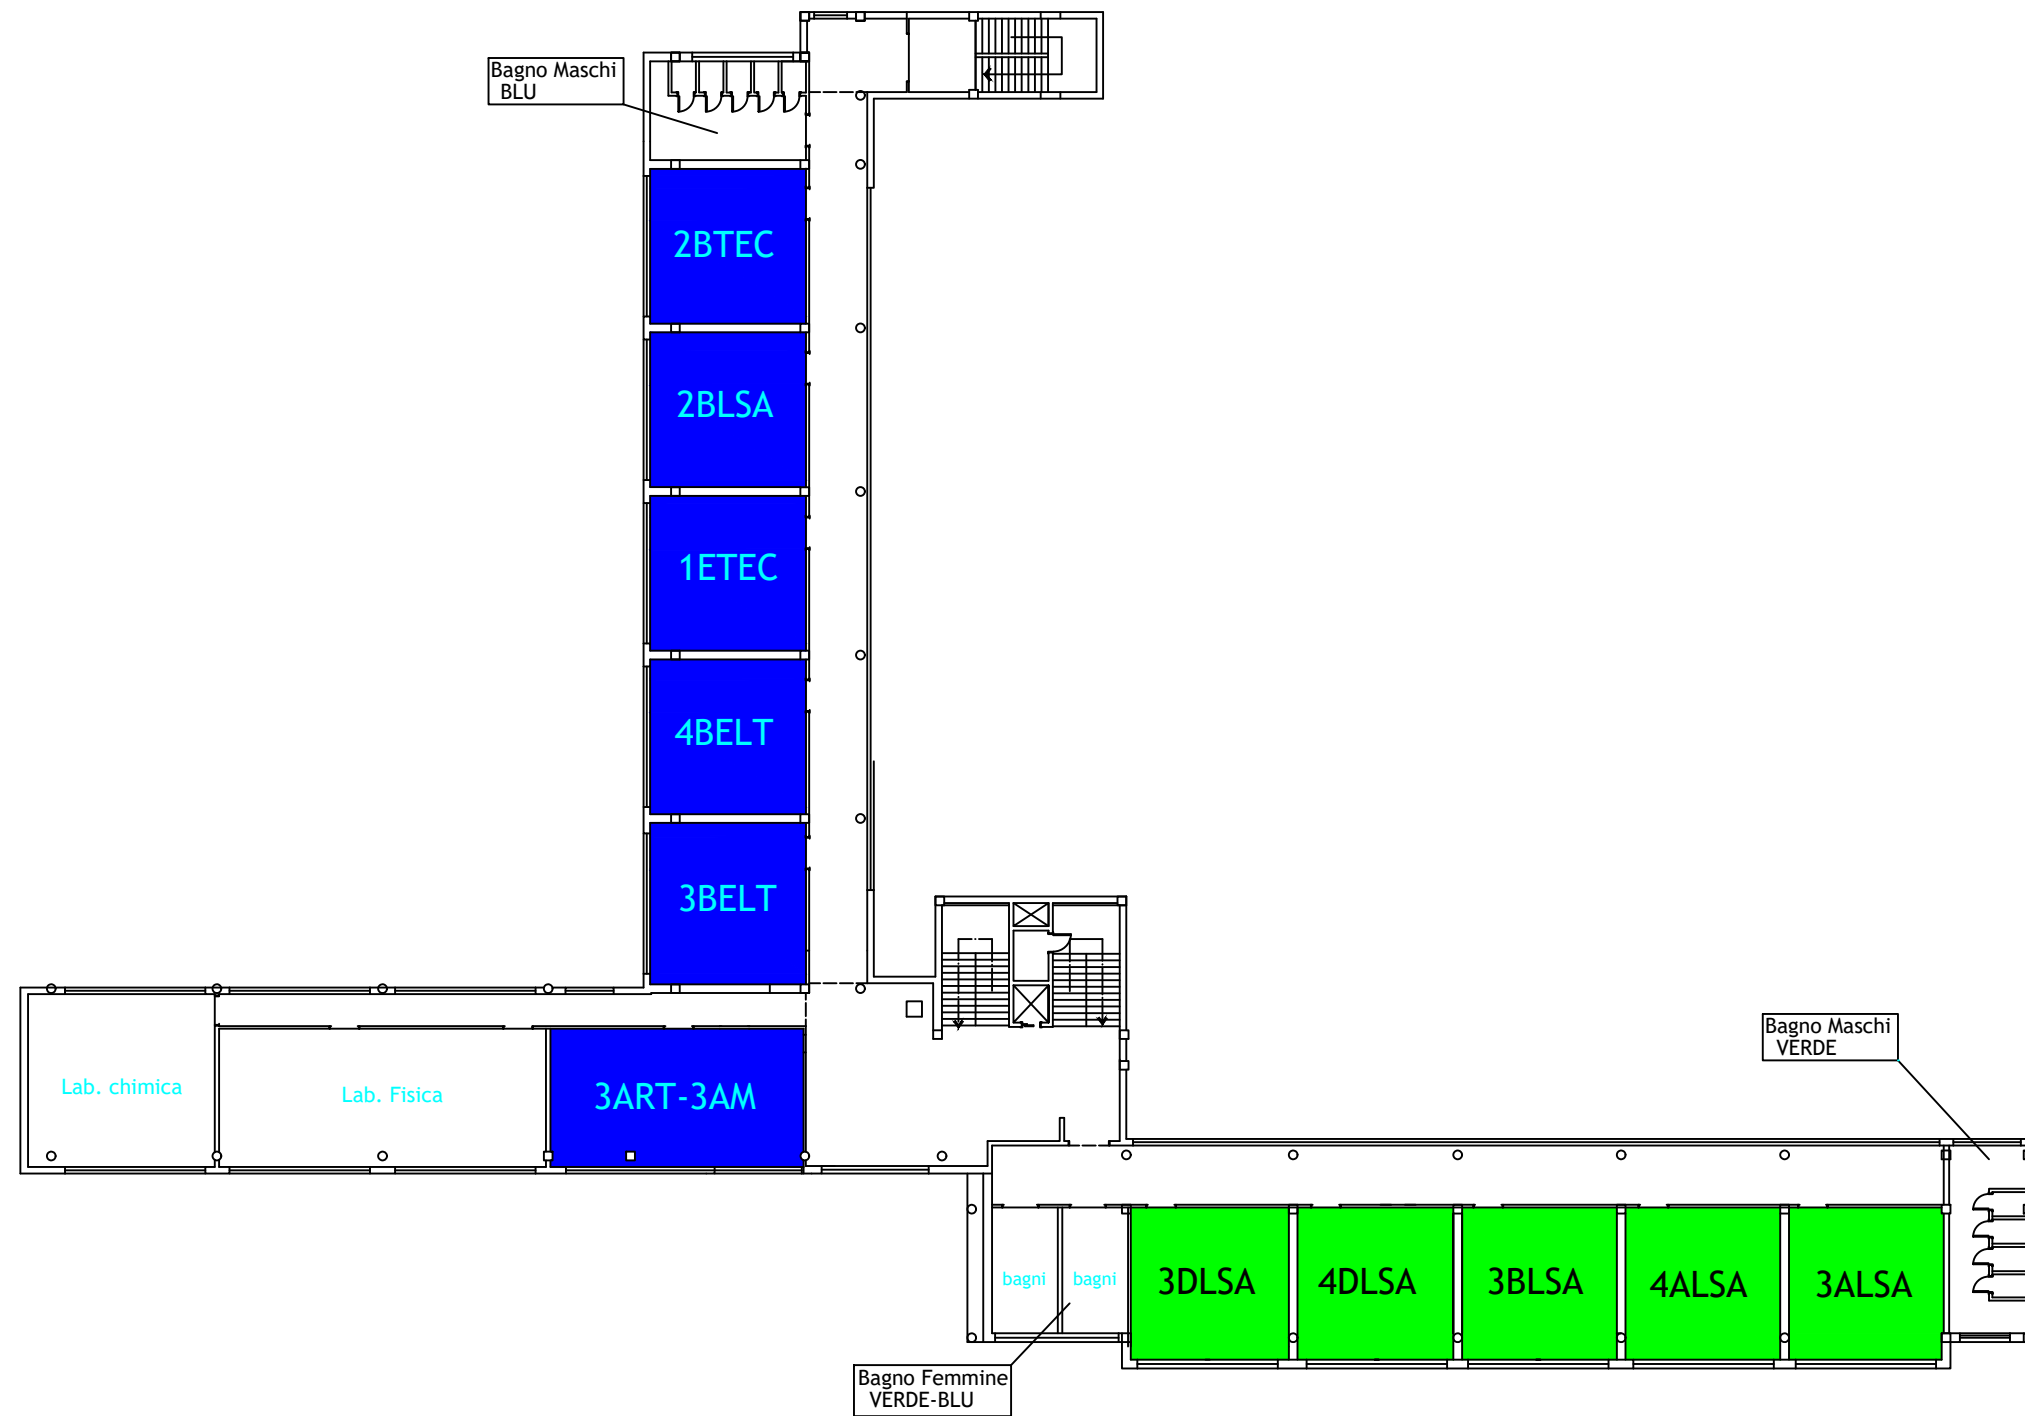 Bagno Maschi
BLU
2BTEC
2BLSA
1ETEC
4BELT
3BELT
Bagno Maschi
VERDE
Lab. chimica
Lab. Fisica
3ART-3AM
bagni
bagni
3DLSA
4DLSA
3BLSA
4ALSA
3ALSA
Bagno Femmine
VERDE-BLU